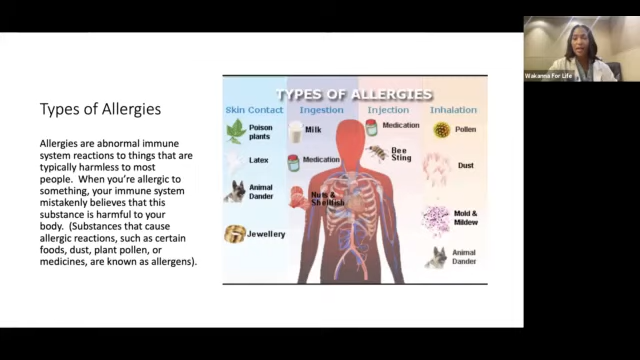 Types of Allergies
Allergies are abnormal immune
system reactions to things that are
typically harmless to most
people.  When you're allergic to
something, your immune system
mistakenly believes that this
substance is harmful to your
body.  (Substances that cause
allergic reactions, such as certain
foods, dust, plant pollen, or
medicines, are known as allergens).
TYPES OF ALLERGIES
Skin Contact
Poison
plants
Latex
Animal
Dander
Jewellery
Ingestion
Milk
Medication
Nuts &
Shellfish
Injection
Medication
Bee
Sting
Inhalation
Pollen
Dust
Mold &
Mildew
Animal
Dander
Wakanna For Life